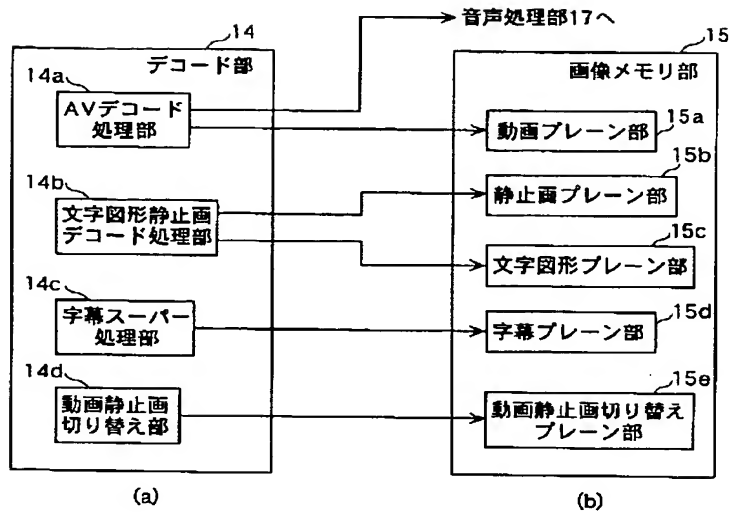 音声処理部17へ
14
デコード部
14a
AVデコード
処理部
14b
文字図形静止画
デコード処理部
14c
字幕スーパー
処理部
14d
動画静止画
切り替え部
(a)
15
画像メモリ部
15a
動画プレーン部
15b
静止画プレーン部
15c
文字図形プレーン部
15d
字幕プレーン部
15e
動画静止画切り替え
プレーン部
(b)